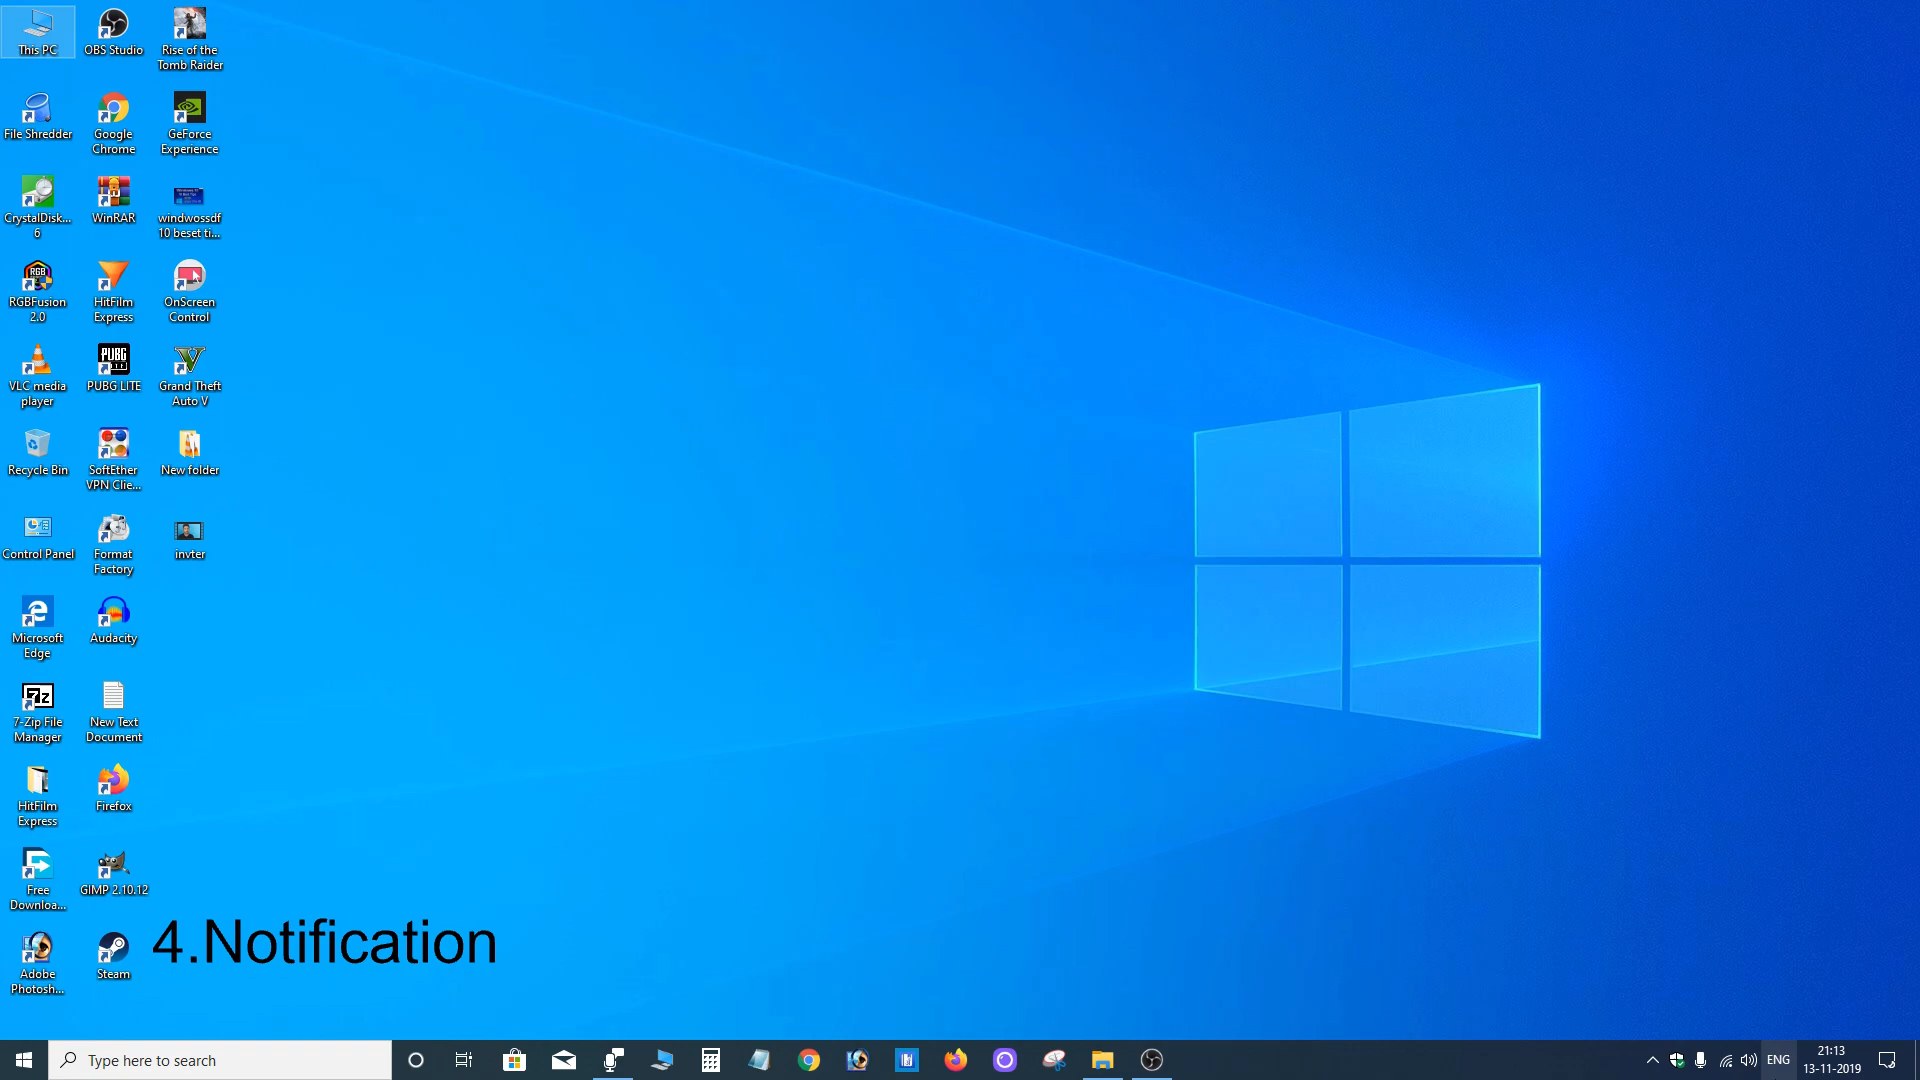 This PC
OBS Studio
Rise of the
Tomb Raider
File Shredder
Google
Chrome
GeForce
Experience
CrystalDisk...
6
WinRAR
windwossdf
10 beset ti...
RGB
RGBFusion
2.0
HitFilm
Express
OnScreen
Control
VLC media
player
PUBG
PUBG LITE
Grand Theft
Auto V
Recycle Bin
SoftEther
VPN Clie...
New folder
Control Panel
Format
Factory
invter
Microsoft
Edge
Audacity
7z
7-Zip File
Manager
New Text
Document
HitFilm
Express
Firefox
Free
Downloa...
GIMP 2.10.12
Adobe
Photosh...
Steam
4.Notification
Type here to search
ENG
21:13
13-11-2019